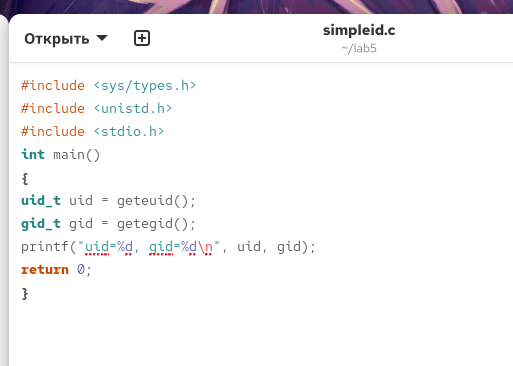 Открыть
simpleid.c
~/lab5
#include <sys/types.h>
#include <unistd.h>
#include <stdio.h>
int main()
{
uid_t uid = geteuid();
gid_t gid = getegid();
printf("uid=%d, gid=%d\n", uid, gid);
return 0;
}